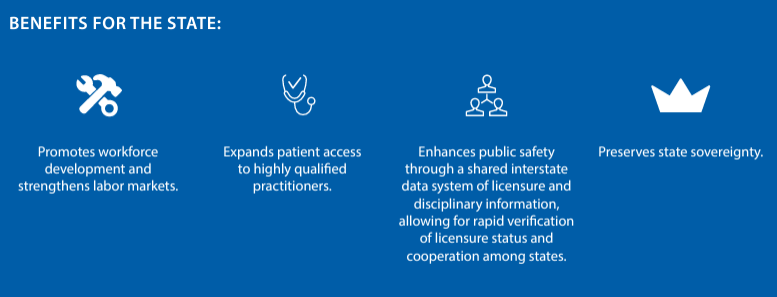 BENEFITS FOR THE STATE:
Promotes workforce
development and
strengthens labor markets.
Expands patient access
to highly qualified
practitioners.
Enhances public safety
through a shared interstate
data system of licensure and
disciplinary information,
allowing for rapid verification
of licensure status and
cooperation among states.
Preserves state sovereignty.